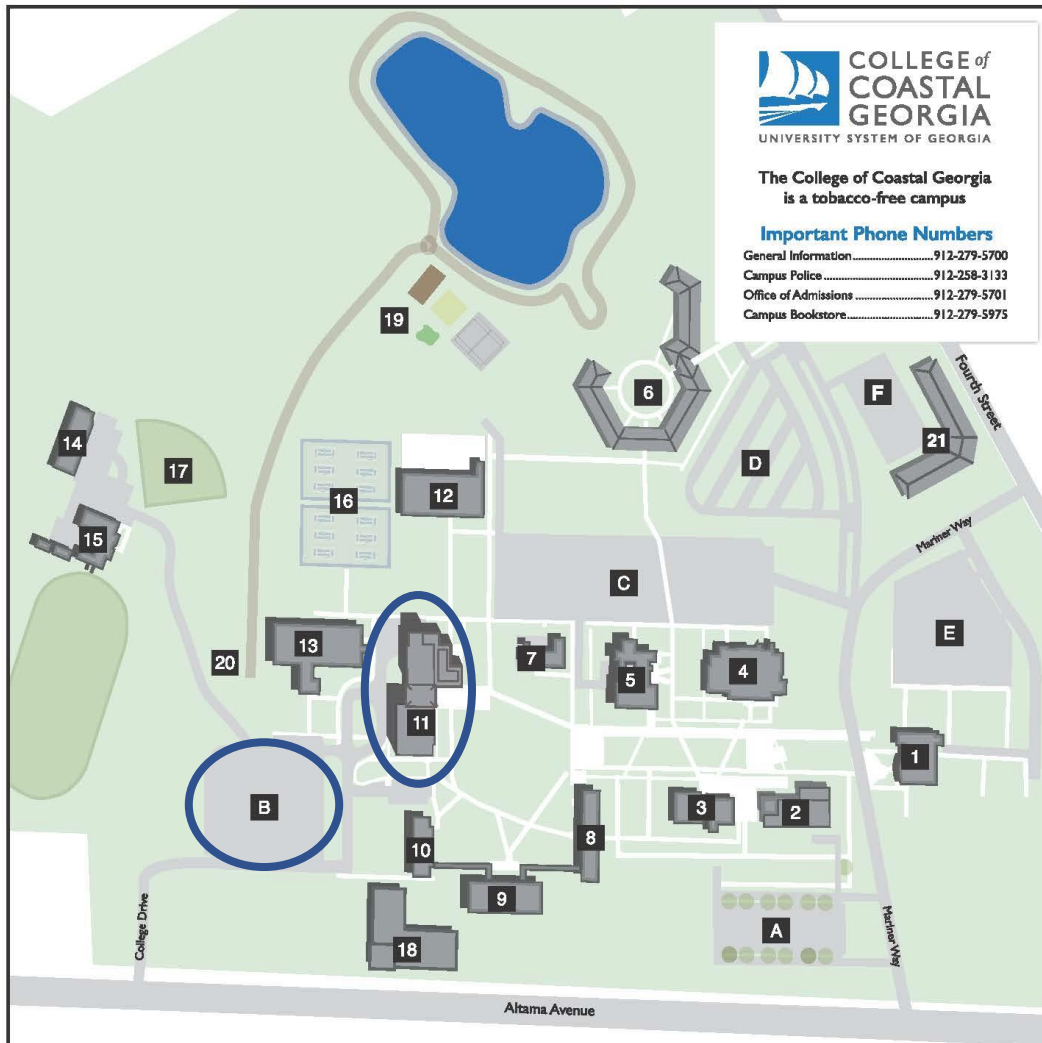 COLLEGE of
COASTAL
GEORGIA
UNIVERSITY SYSTEM OF GEORGIA
The College of Coastal Georgia
is a tobacco-free campus
Important Phone Numbers
General Information.............................912-279-5700
Campus Police......................................912-258-3133
Office of Admissions ...........................912-279-5701
Campus Bookstore..............................912-279-5975
Fourth Street
19
6
F
21
14
17
D
12
16
15
Mariner Way
C
E
13
7
20
5
4
11
1
B
3
2
8
10
9
College Drive
A
Mariner Way
18
Altama Avenue